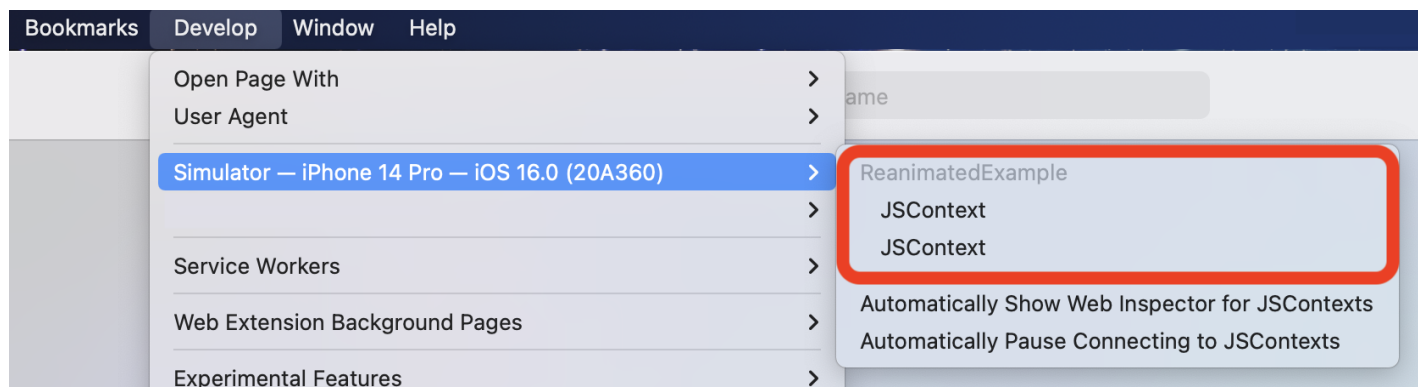 Bookmarks Develop Window Help
Open Page With
ame
User Agent
Simulator — iPhone 14 Pro — iOS 16.0 (20A360)
ReanimatedExample
JSContext
JSContext
Service Workers
Automatically Show Web Inspector for JSContexts
Web Extension Background Pages
Automatically Pause Connecting to JSContexts
Experimental Features